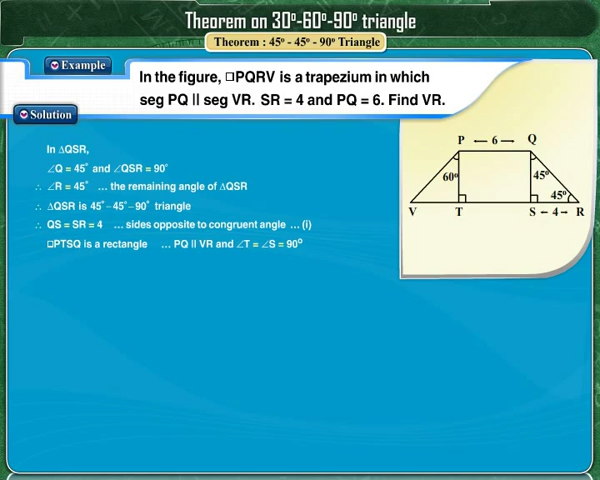 Theorem on 30°-60°-90° triangle
Theorem : 45° - 45° - 90° Triangle
Example
In the figure, □PQRV is a trapezium in which
seg PQ || seg VR. SR = 4 and PQ = 6. Find VR.
Solution
In ΔQSR,
∠Q = 45° and ∠QSR = 90°
∴ ∠R = 45° ... the remaining angle of ΔQSR
∴ ΔQSR is 45° – 45° – 90° triangle
∴ QS = SR = 4 ... sides opposite to congruent angle ... (i)
□PTSQ is a rectangle ... PQ || VR and ∠T = ∠S = 90°
P ← 6 → Q
60° 45°
45°
V T S ← 4 → R